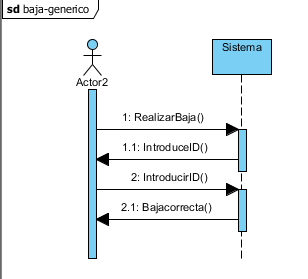 sd baja-generico
Sistema
Actor2
1: RealizarBaja()
1.1: IntroduceID()
2: IntroducirID()
2.1: Bajacorrecta()